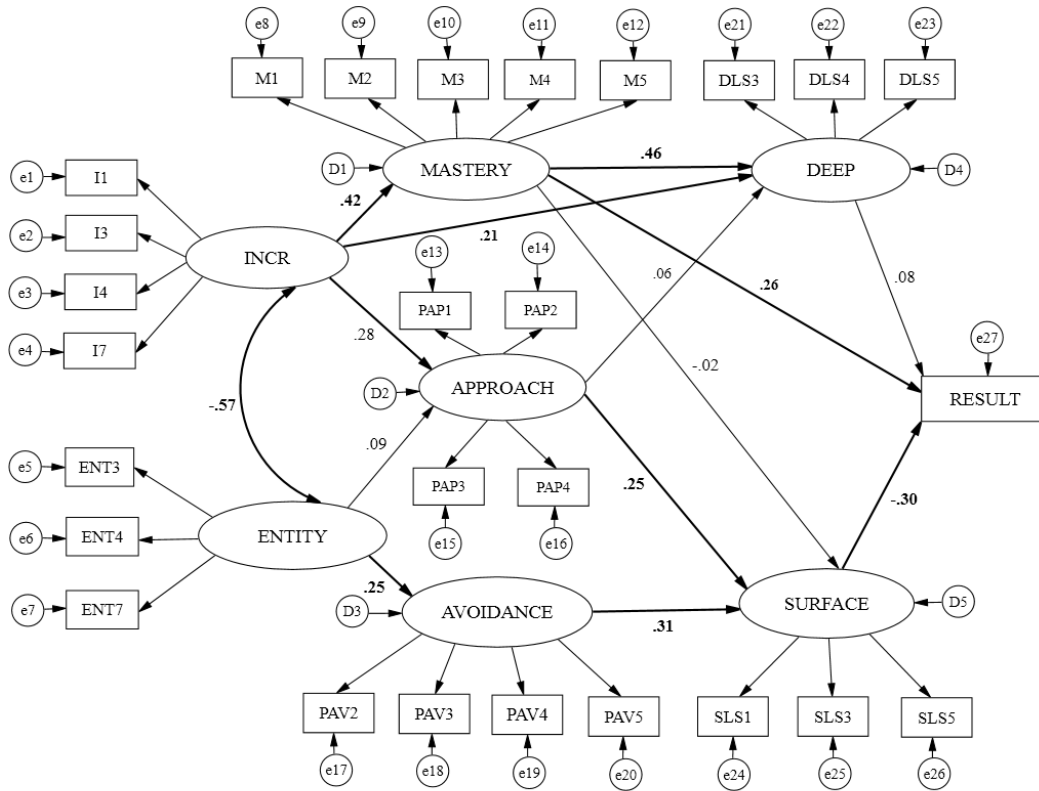 e8 e9 e10 e11 e12 e21 e22 e23
M1 M2 M3 M4 M5 DLS3 DLS4 DLS5
e1 I1 D1 MASTERY .46 DEEP D4
.42
e2 I3 .21
INCR e13 e14
e3 I4 .06 .26 .08
PAP1 PAP2
e4 I7 .28 e27
-.02
D2 APPROACH RESULT
-.57
.09
e5 ENT3
PAP3 PAP4 .25 -.30
e6 ENT4 ENTITY
e15 e16
.25
e7 ENT7 D3 AVOIDANCE .31 SURFACE D5
PAV2 PAV3 PAV4 PAV5 SLS1 SLS3 SLS5
e17 e18 e19 e20 e24 e25 e26